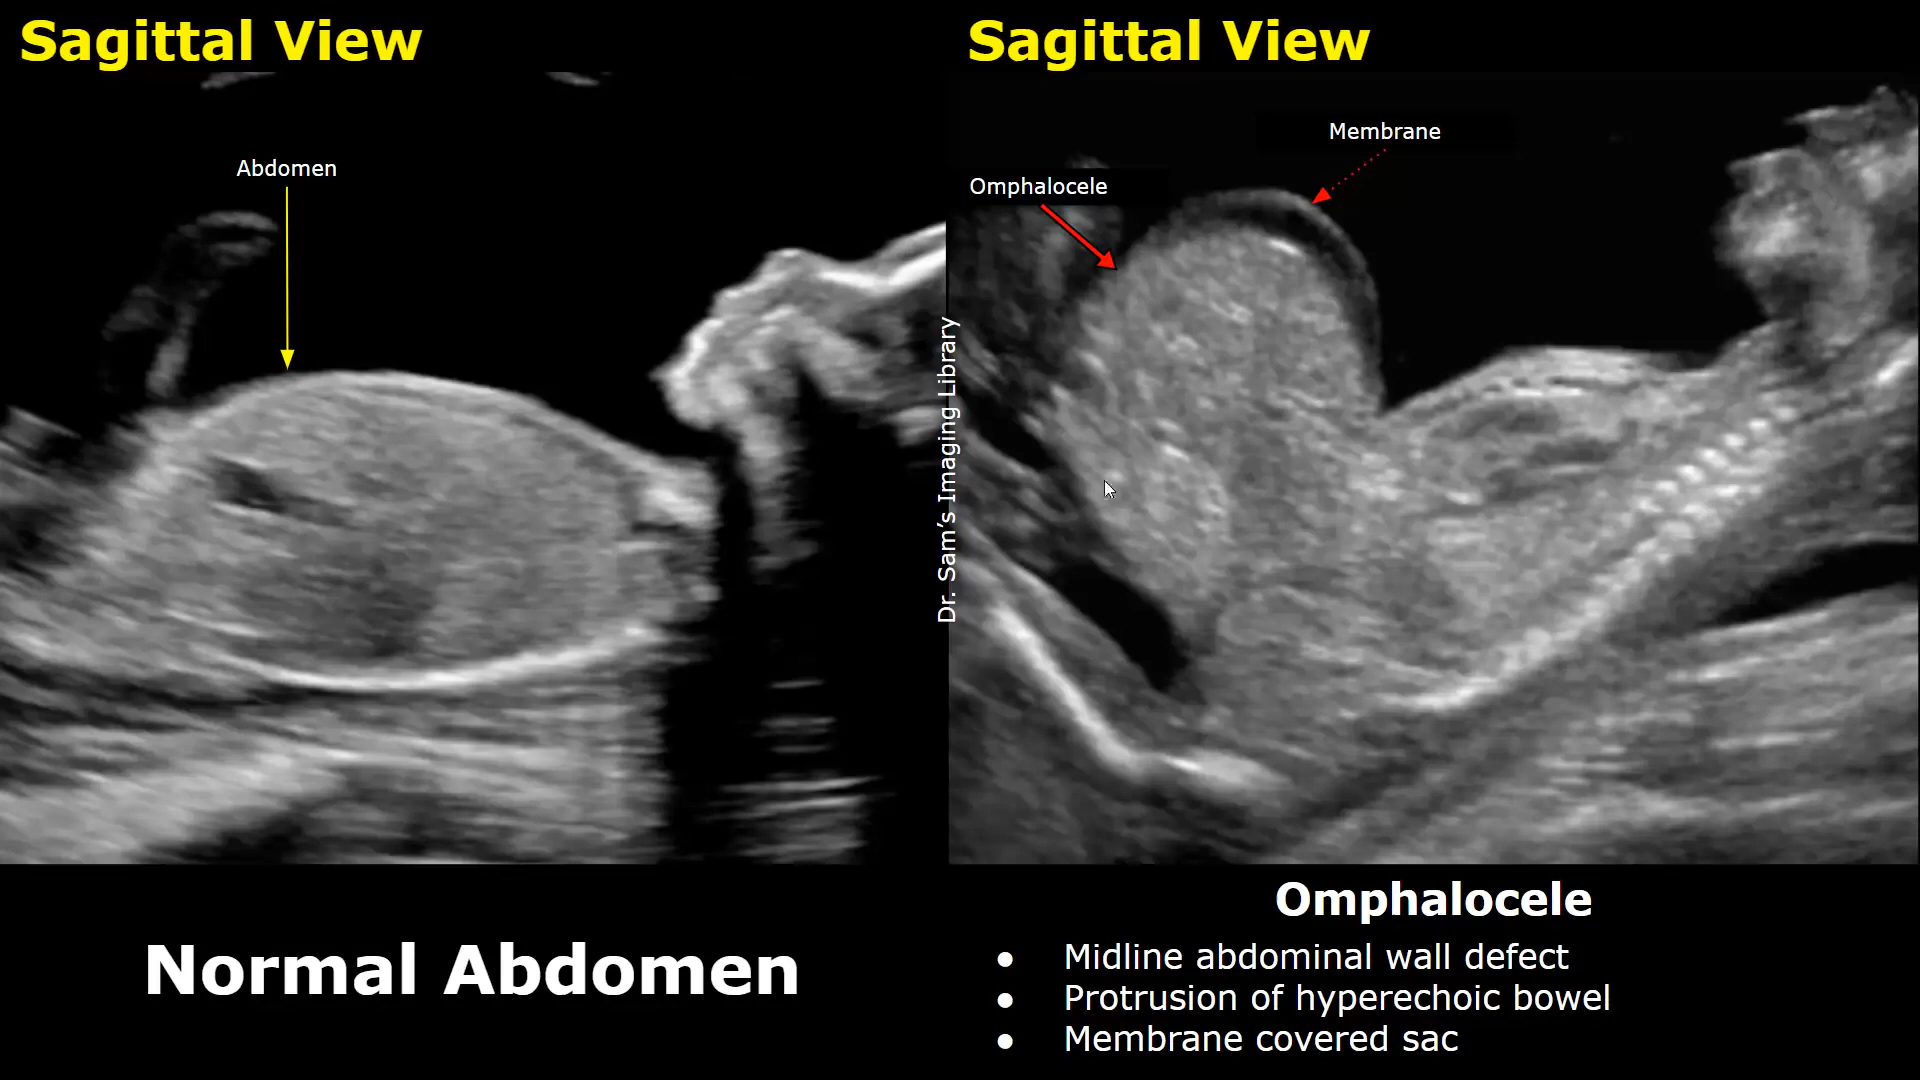 Sagittal View
Abdomen
Normal Abdomen
Dr. Sam's Imaging Library
Sagittal View
Membrane
Omphalocele
Omphalocele
● Midline abdominal wall defect
● Protrusion of hyperechoic bowel
● Membrane covered sac